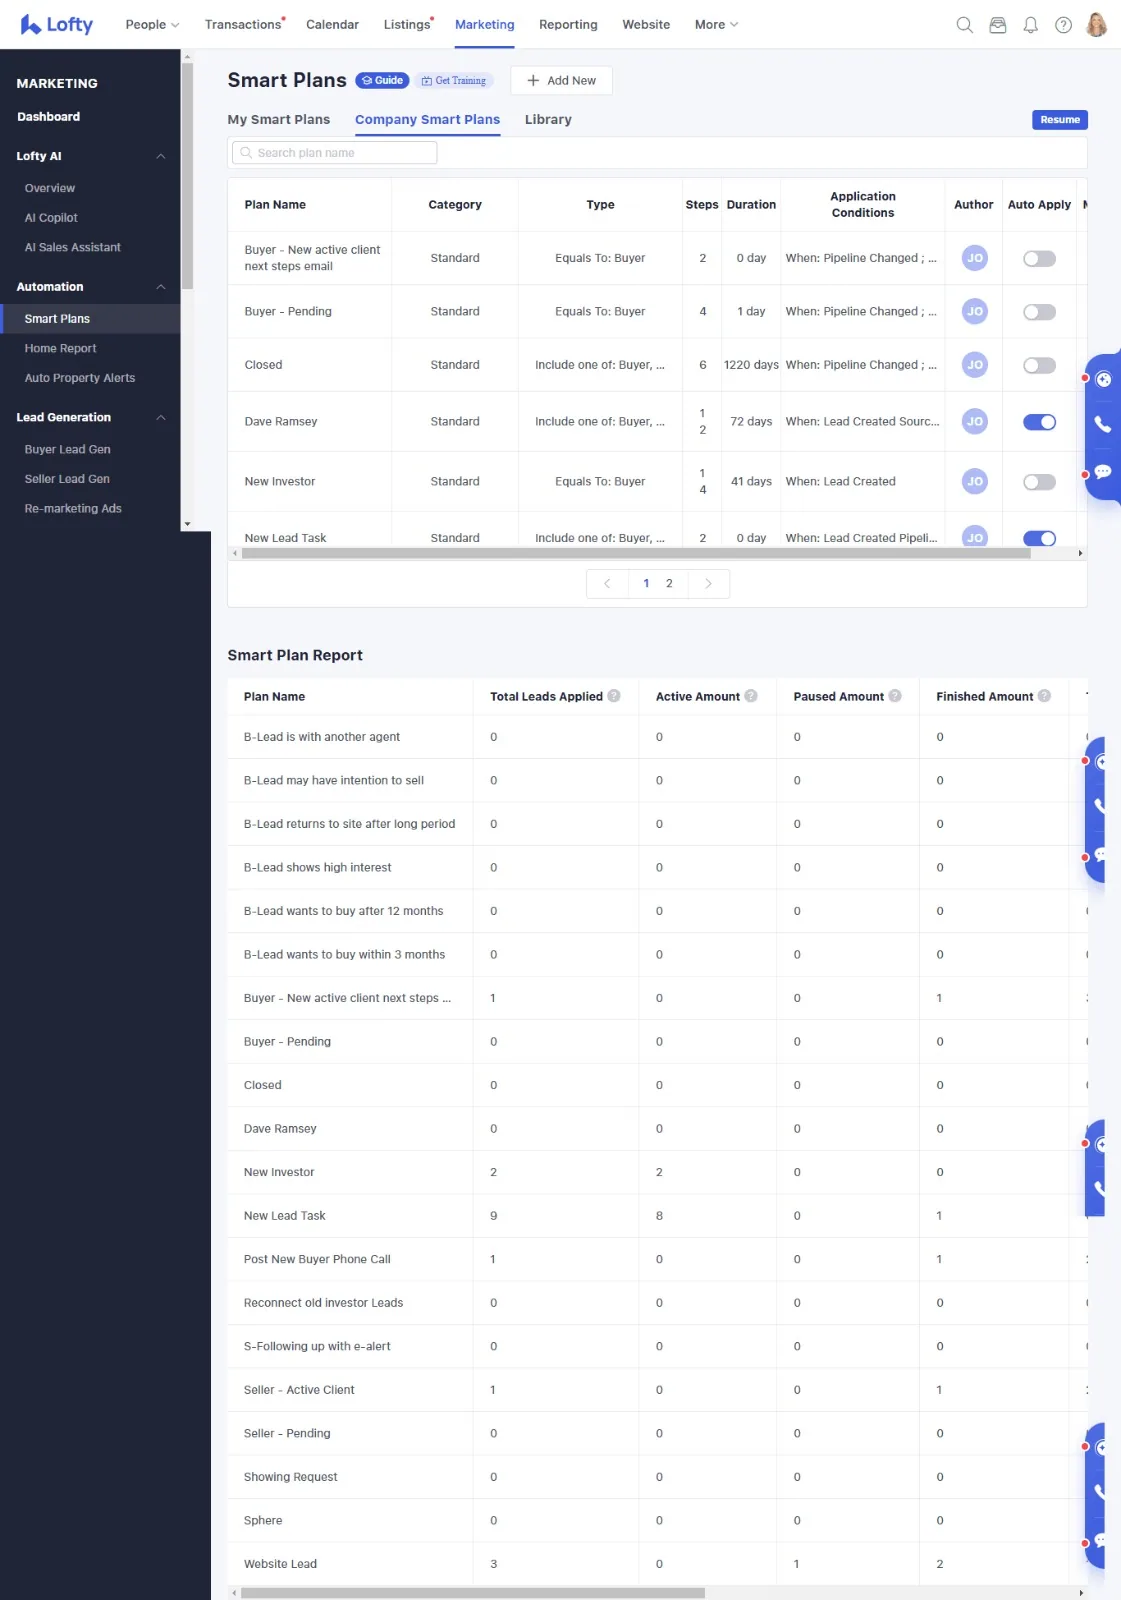 Lofty
People
Transactions
Calendar
Listings
Marketing
Reporting
Website
More
MARKETING
Dashboard
Lofty AI
Overview
AI Copilot
AI Sales Assistant
Automation
Smart Plans
Home Report
Auto Property Alerts
Lead Generation
Buyer Lead Gen
Seller Lead Gen
Re-marketing Ads
Smart Plans
Guide
Get Training
+ Add New
My Smart Plans
Company Smart Plans
Library
Resume
Search plan name
Plan Name Category Type Steps Duration Application Author Auto Apply
Conditions
Buyer - New active client
next steps email
Standard Equals To: Buyer 2 0 day When: Pipeline Changed ; ... JO
Buyer - Pending Standard Equals To: Buyer 4 1 day When: Pipeline Changed ; ... JO
Closed Standard Include one of: Buyer, ... 6 1220 days When: Pipeline Changed ; ... JO
Dave Ramsey Standard Include one of: Buyer, ... 1
2 72 days When: Lead Created Sourc... JO
New Investor Standard Equals To: Buyer 1
4 41 days When: Lead Created JO
New Lead Task Standard Include one of: Buyer, ... 2 0 day When: Lead Created Pipeli... JO
1 2
Smart Plan Report
Plan Name Total Leads Applied ? Active Amount ? Paused Amount ? Finished Amount ?
B-Lead is with another agent 0 0 0 0
B-Lead may have intention to sell 0 0 0 0
B-Lead returns to site after long period 0 0 0 0
B-Lead shows high interest 0 0 0 0
B-Lead wants to buy after 12 months 0 0 0 0
B-Lead wants to buy within 3 months 0 0 0 0
Buyer - New active client next steps ... 1 0 0 1
Buyer - Pending 0 0 0 0
Closed 0 0 0 0
Dave Ramsey 0 0 0 0
New Investor 2 2 0 0
New Lead Task 9 8 0 1
Post New Buyer Phone Call 1 0 0 1
Reconnect old investor Leads 0 0 0 0
S-Following up with e-alert 0 0 0 0
Seller - Active Client 1 0 0 1
Seller - Pending 0 0 0 0
Showing Request 0 0 0 0
Sphere 0 0 0 0
Website Lead 3 0 1 2